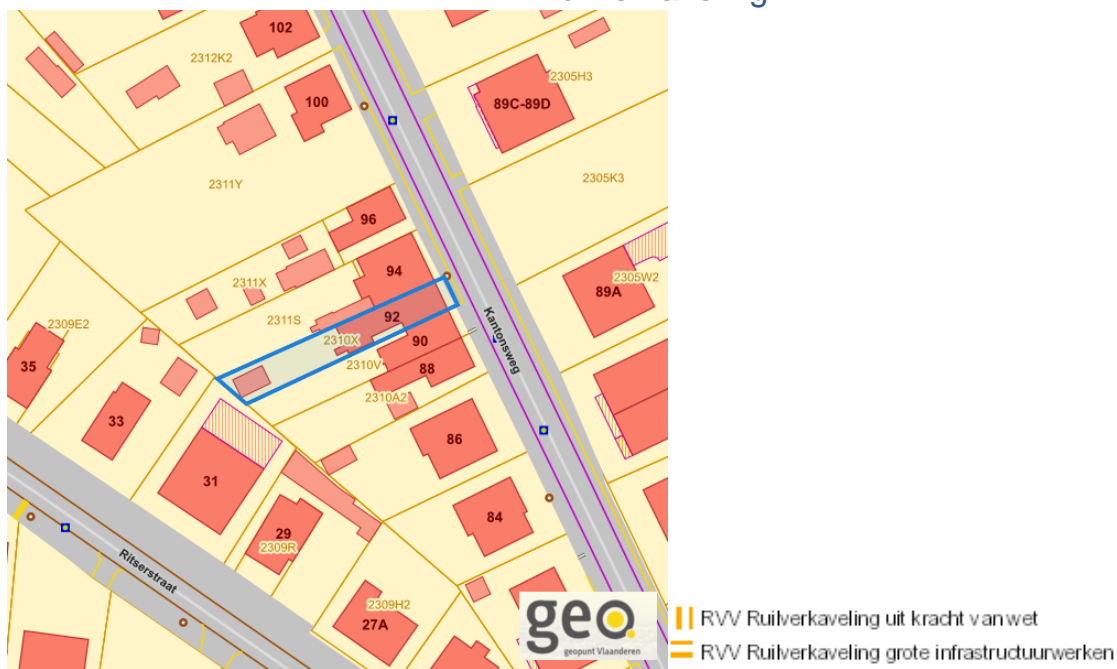 102
2312K2
2305H3
100
89C-89D
2311Y
2305K3
96
94
2305W2
2311X
89A
2309E2
2311S
92
Kantonsweg
2310X
90
35
2310V
88
2310A2
33
86
31
84
29
2309R
Ritserstraat
2309H2
27A
geo
geopunt Vlaanderen
RVV Ruilverkaveling uit kracht van wet
RVV Ruilverkaveling grote infrastructuurwerken